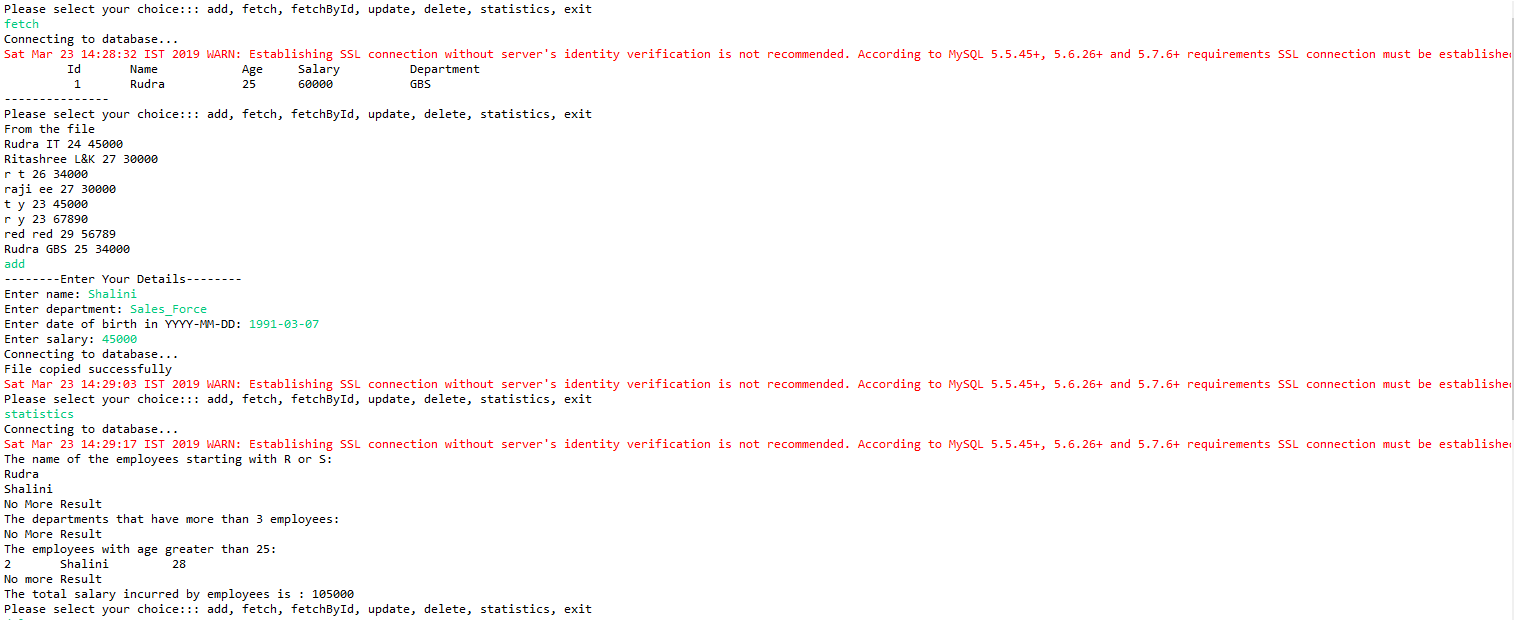 Please select your choice::: add, fetch, fetchById, update, delete, statistics, exit
fetch
Connecting to database...
Sat Mar 23 14:28:32 IST 2019 WARN: Establishing SSL connection without server's identity verification is not recommended. According to MySQL 5.5.45+, 5.6.26+ and 5.7.6+ requirements SSL connection must be established
Id Name Age Salary Department
1 Rudra 25 60000 GBS
---------------
Please select your choice::: add, fetch, fetchById, update, delete, statistics, exit
From the file
Rudra IT 24 45000
Ritashree L&K 27 30000
r t 26 34000
raji ee 27 30000
t y 23 45000
r y 23 67890
red red 29 56789
Rudra GBS 25 34000
add
--------Enter Your Details--------
Enter name: Shalini
Enter department: Sales_Force
Enter date of birth in YYYY-MM-DD: 1991-03-07
Enter salary: 45000
Connecting to database...
File copied successfully
Sat Mar 23 14:29:03 IST 2019 WARN: Establishing SSL connection without server's identity verification is not recommended. According to MySQL 5.5.45+, 5.6.26+ and 5.7.6+ requirements SSL connection must be established
Please select your choice::: add, fetch, fetchById, update, delete, statistics, exit
statistics
Connecting to database...
Sat Mar 23 14:29:17 IST 2019 WARN: Establishing SSL connection without server's identity verification is not recommended. According to MySQL 5.5.45+, 5.6.26+ and 5.7.6+ requirements SSL connection must be established
The name of the employees starting with R or S:
Rudra
Shalini
No More Result
The departments that have more than 3 employees:
No More Result
The employees with age greater than 25:
2 Shalini 28
No more Result
The total salary incurred by employees is : 105000
Please select your choice::: add, fetch, fetchById, update, delete, statistics, exit